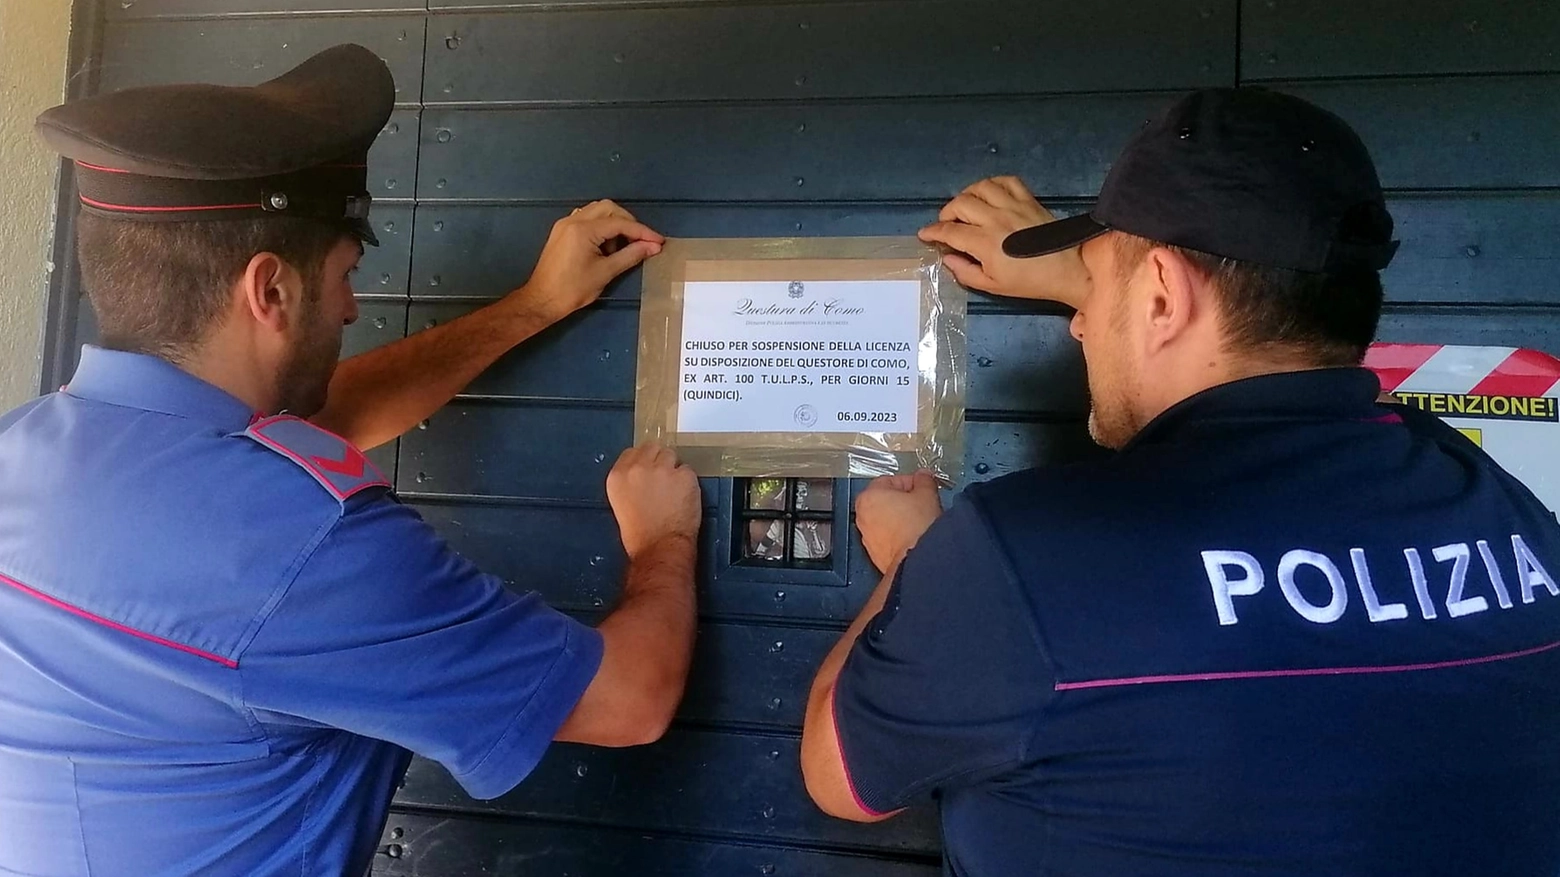 Questura di Como
CHIUSO PER SOSPENSIONE DELLA LICENZA
SU DISPOSIZIONE DEL QUESTORE DI COMO,
EX ART. 100 T.U.L.P.S., PER GIORNI 15
(QUINDICI).
06.09.2023
TTENZIONE!
POLIZIA